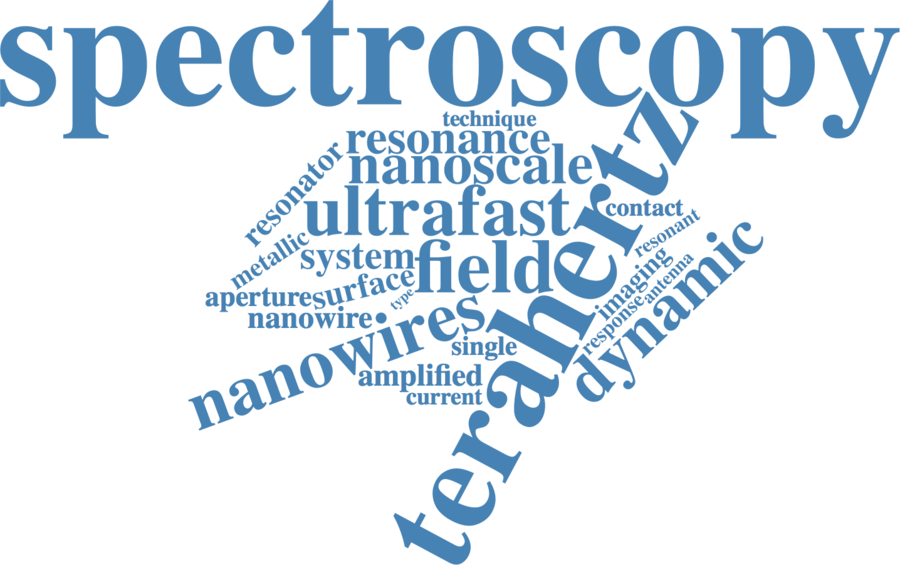 spectroscopy
technique
resonance
nanoscale
terahertz
resonator
ultrafast
contact
metallic
system
field
resonant
imaging
antenna
dynamic
response
aperture
surface
type
nanowire
nanowires
single
amplified
current